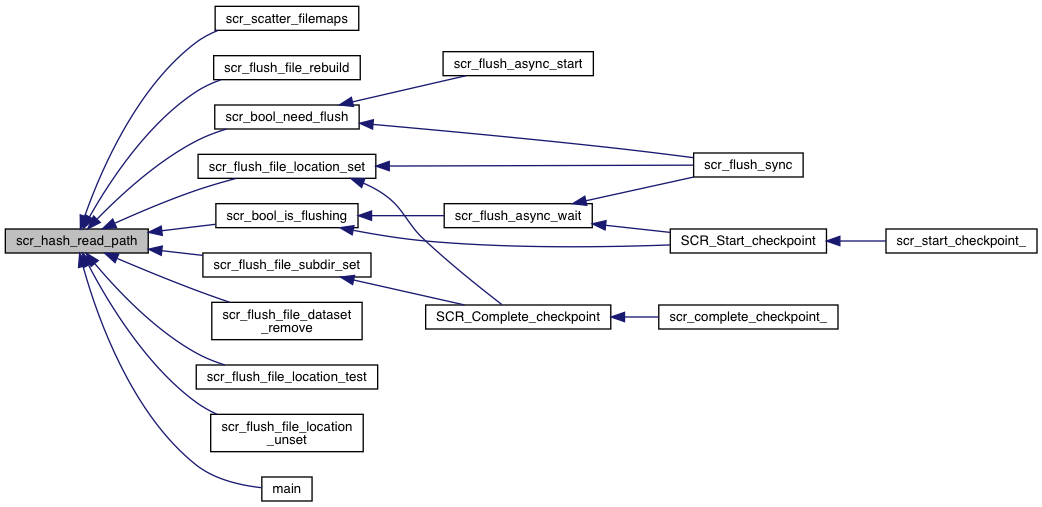 scr_scatter_filemaps
scr_flush_file_rebuild
scr_flush_async_start
scr_bool_need_flush
scr_flush_file_location_set
scr_flush_sync
scr_bool_is_flushing
scr_flush_async_wait
scr_hash_read_path
SCR_Start_checkpoint
scr_start_checkpoint_
scr_flush_file_subdir_set
scr_flush_file_dataset
_remove
SCR_Complete_checkpoint
scr_complete_checkpoint_
scr_flush_file_location_test
scr_flush_file_location
_unset
main